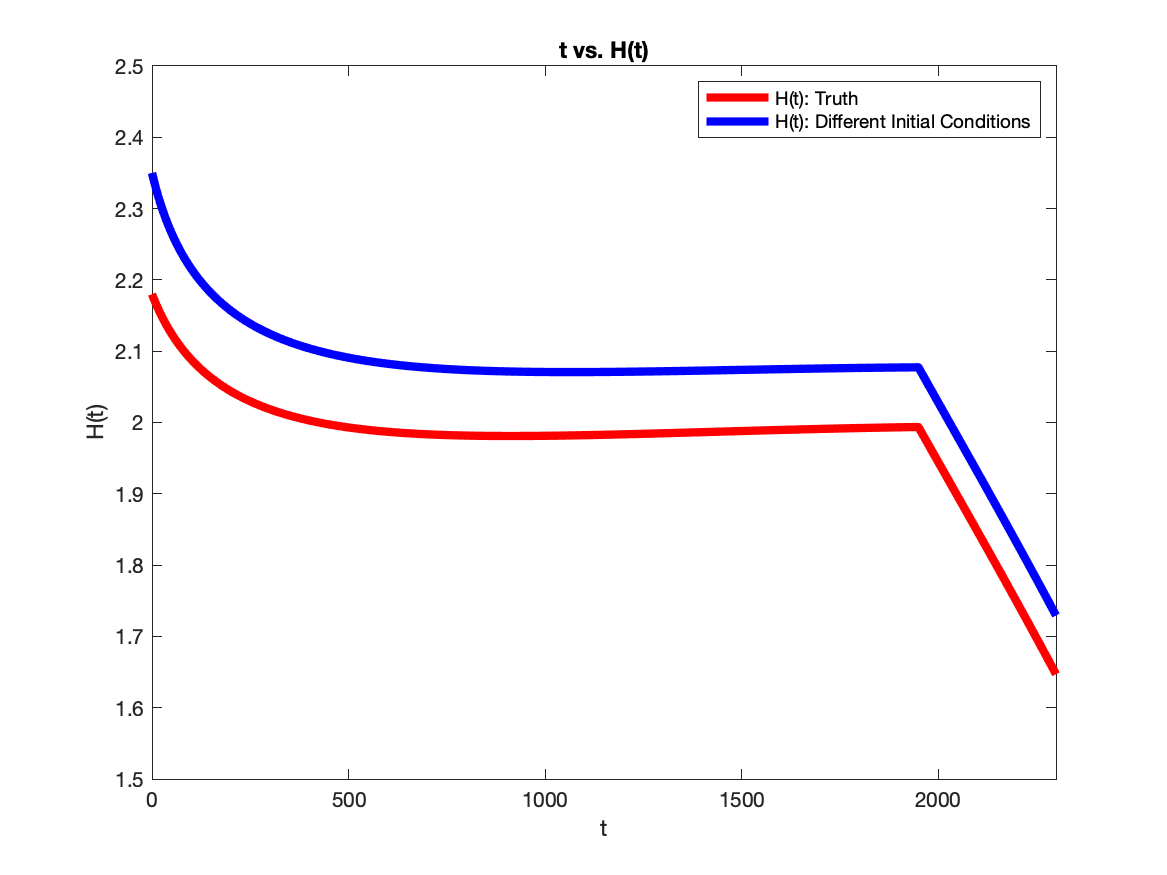 t vs. H(t)
2.5
2.4
2.3
2.2
2.1
2
1.9
1.8
1.7
1.6
1.5
H(t)
H(t): Truth
H(t): Different Initial Conditions
0 500 1000 1500 2000
t